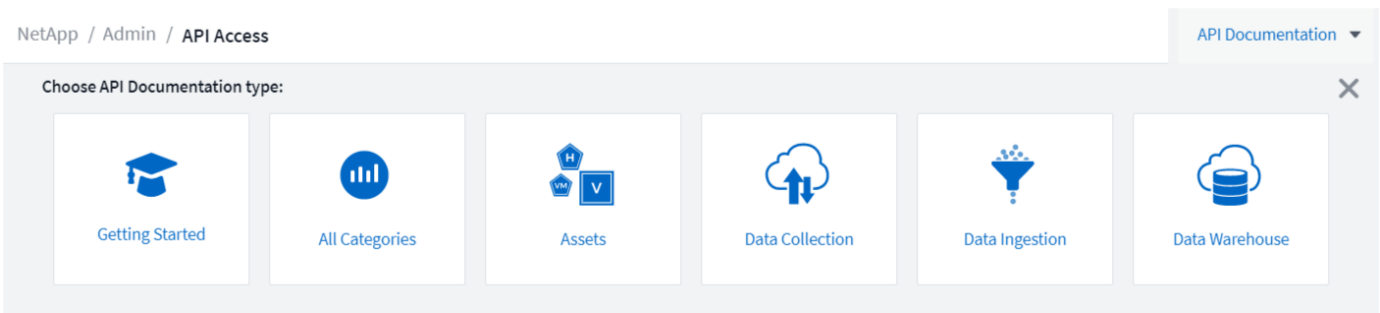 NetApp / Admin / API Access
API Documentation
Choose API Documentation type:
H
VM
V
Getting Started
All Categories
Assets
Data Collection
Data Ingestion
Data Warehouse